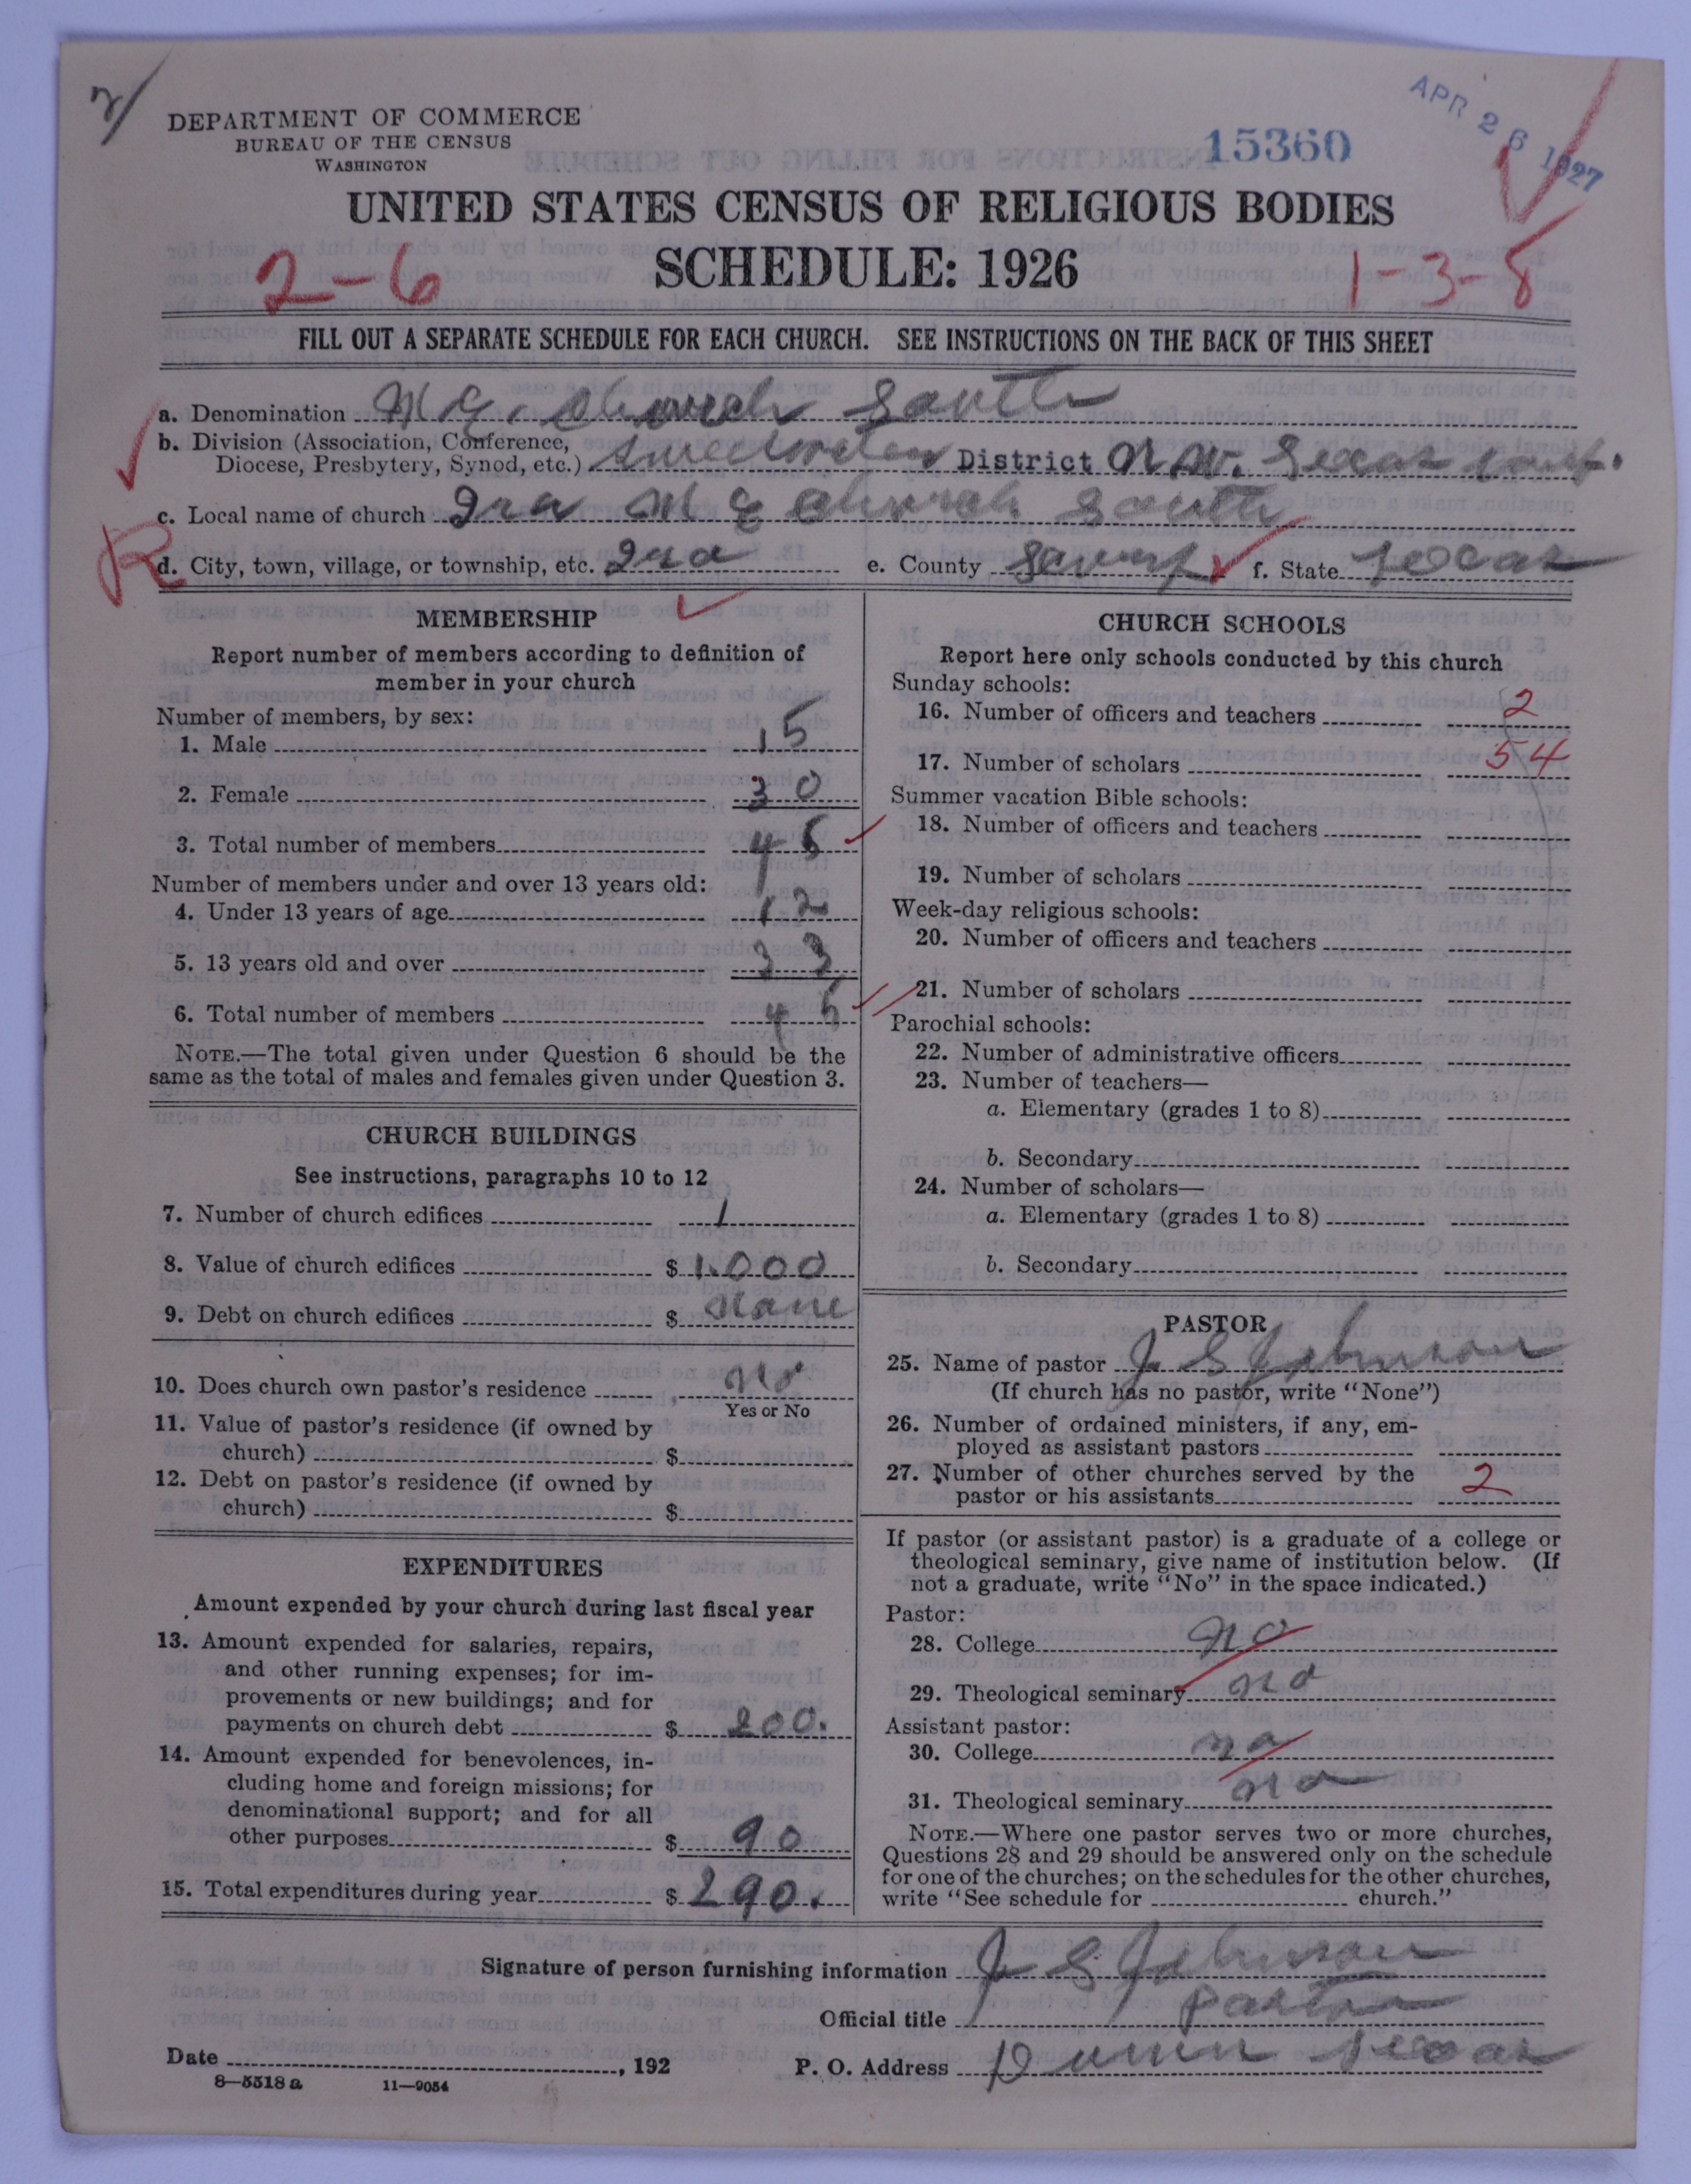 2/
DEPARTMENT OF COMMERCE
BUREAU OF THE CENSUS
WASHINGTON
15360
APR 26 1927
UNITED STATES CENSUS OF RELIGIOUS BODIES
SCHEDULE: 1926
2-6
1-3-8
FILL OUT A SEPARATE SCHEDULE FOR EACH CHURCH. SEE INSTRUCTIONS ON THE BACK OF THIS SHEET
a. Denomination M.E. Church South
b. Division (Association, Conference,
Diocese, Presbytery, Synod, etc.) Sweetwater District N.W. Texas Conf.
c. Local name of church Ira M E Church South
R
d. City, town, village, or township, etc. Ira e. County Scurry f. State Texas
MEMBERSHIP
Report number of members according to definition of
member in your church
Number of members, by sex:
1. Male 15
2. Female 30
3. Total number of members 45
Number of members under and over 13 years old:
4. Under 13 years of age 12
5. 13 years old and over 33
6. Total number of members 45
NOTE.—The total given under Question 6 should be the
same as the total of males and females given under Question 3.
CHURCH BUILDINGS
See instructions, paragraphs 10 to 12
7. Number of church edifices 1
8. Value of church edifices $ 1.000
9. Debt on church edifices $ None
10. Does church own pastor's residence No
Yes or No
11. Value of pastor's residence (if owned by
church) $
12. Debt on pastor's residence (if owned by
church) $
EXPENDITURES
Amount expended by your church during last fiscal year
13. Amount expended for salaries, repairs,
and other running expenses; for im-
provements or new buildings; and for
payments on church debt $ 200.
14. Amount expended for benevolences, in-
cluding home and foreign missions; for
denominational support; and for all
other purposes $ 90
15. Total expenditures during year $ 290.
CHURCH SCHOOLS
Report here only schools conducted by this church
Sunday schools:
16. Number of officers and teachers 2
17. Number of scholars 54
Summer vacation Bible schools:
18. Number of officers and teachers
19. Number of scholars
Week-day religious schools:
20. Number of officers and teachers
21. Number of scholars
Parochial schools:
22. Number of administrative officers
23. Number of teachers—
a. Elementary (grades 1 to 8)
b. Secondary
24. Number of scholars—
a. Elementary (grades 1 to 8)
b. Secondary
PASTOR
25. Name of pastor J S Johnson
(If church has no pastor, write "None")
26. Number of ordained ministers, if any, em-
ployed as assistant pastors
27. Number of other churches served by the
pastor or his assistants 2
If pastor (or assistant pastor) is a graduate of a college or
theological seminary, give name of institution below. (If
not a graduate, write "No" in the space indicated.)
Pastor:
28. College No
29. Theological seminary no
Assistant pastor:
30. College no
31. Theological seminary no
NOTE.—Where one pastor serves two or more churches,
Questions 28 and 29 should be answered only on the schedule
for one of the churches; on the schedules for the other churches,
write "See schedule for church."
Signature of person furnishing information J S Johnson
Official title Pastor
Date , 192 P. O. Address Dunn Texas
8—5518 a 11—9054